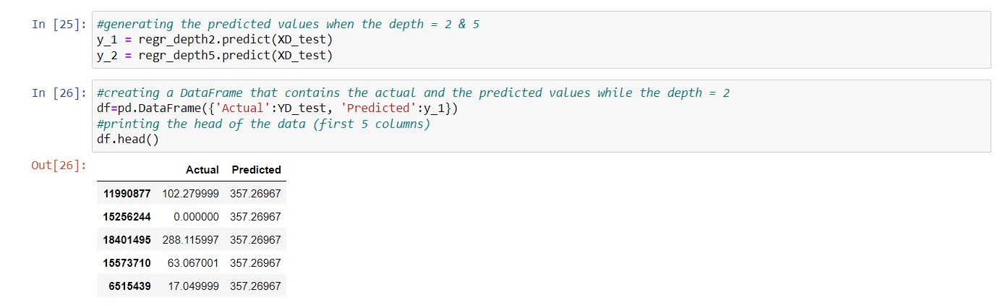 In [25]: #generating the predicted values when the depth = 2 & 5
y_1 = regr_depth2.predict(XD_test)
y_2 = regr_depth5.predict(XD_test)
In [26]: #creating a DataFrame that contains the actual and the predicted values while the depth = 2
df=pd.DataFrame({'Actual':YD_test, 'Predicted':y_1})
#printing the head of the data (first 5 columns)
df.head()
Out[26]:
Actual Predicted
11990877 102.279999 357.26967
15256244 0.000000 357.26967
18401495 288.115997 357.26967
15573710 63.067001 357.26967
6515439 17.049999 357.26967